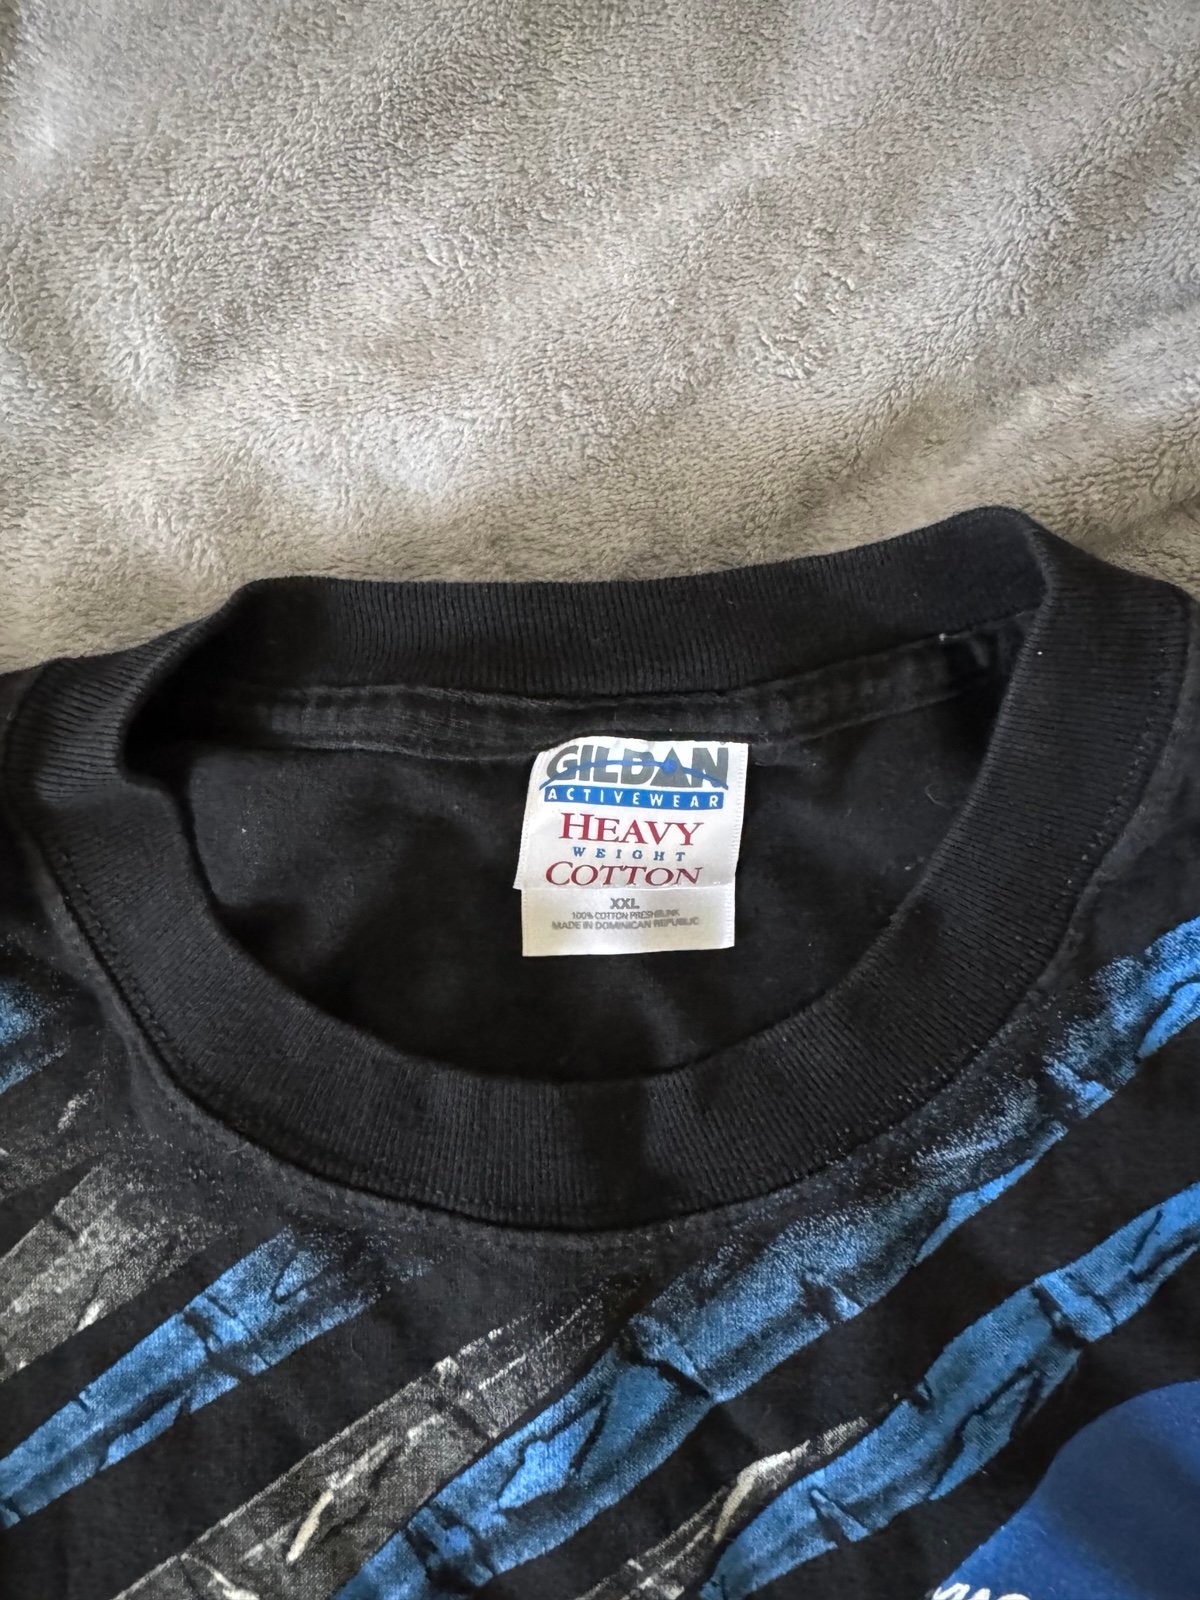 GILDAN
ACTIVEWEAR
HEAVY
WEIGHT
COTTON
XXL
100% COTTON PRESHRUNK
MADE IN DOMINICAN REPUBLIC